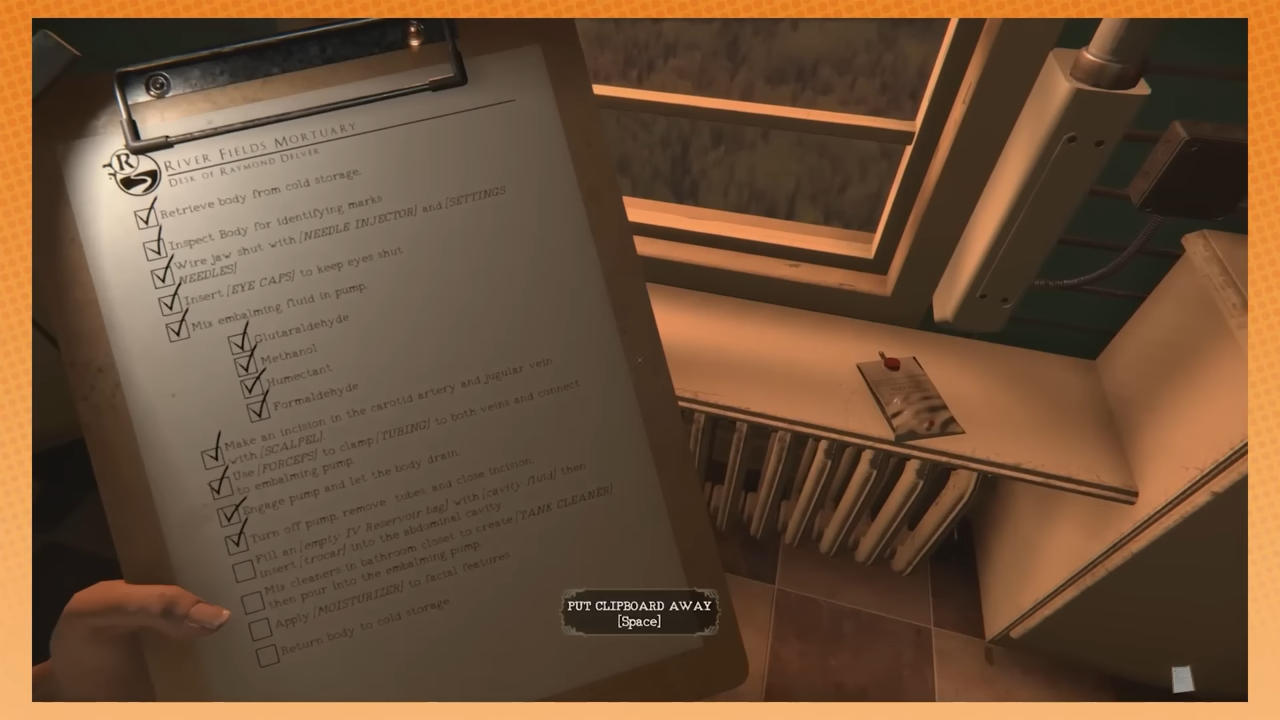 R
RIVER FIELDS MORTUARY
DESK OF RAYMOND DELVER
Retrieve body from cold storage.
Inspect Body for identifying marks
Wire jaw shut with [NEEDLE INJECTOR] and [SETTINGS
NEEDLES]
Insert [EYE CAPS] to keep eyes shut
Mix embalming fluid in pump.
Glutaraldehyde
Methanol
Humectant
Formaldehyde
Make an incision in the carotid artery and jugular vein
with [SCALPEL].
Use [FORCEPS] to clamp [TUBING] to both veins and connect
to embalming pump.
Engage pump and let the body drain.
Turn off pump, remove tubes and close incision.
Fill an [empty IV Reservoir bag] with [cavity fluid] then
insert [trocar] into the abdominal cavity
Mix cleaners in bathroom closet to create [TANK CLEANER]
then pour into the embalming pump.
Apply [MOISTURIZER] to facial features
Return body to cold storage
PUT CLIPBOARD AWAY
[Space]